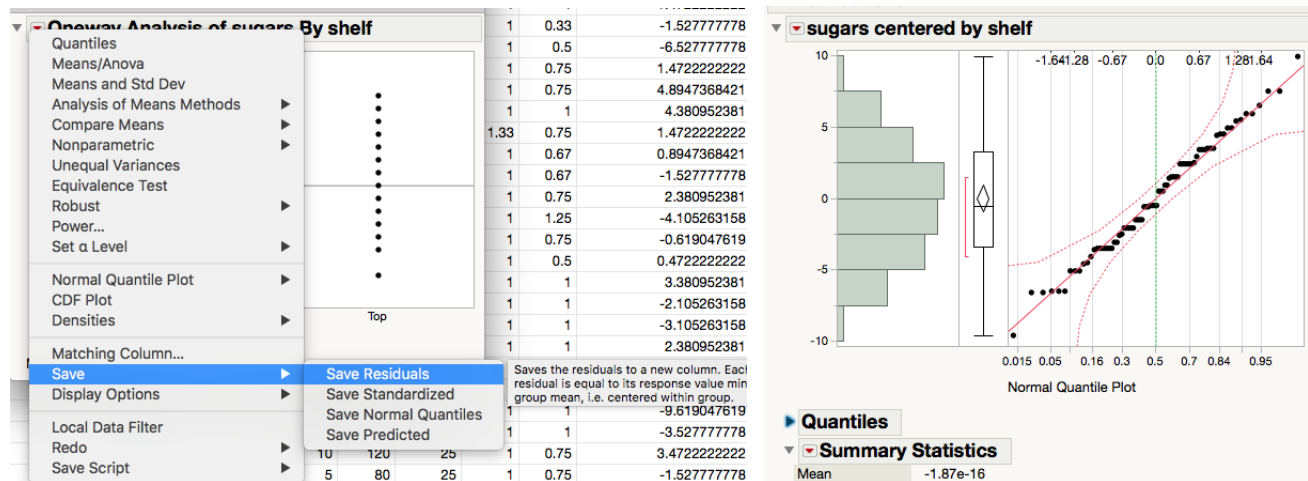 Oneway Analysis of sugars By shelf
Quantiles
Means/Anova
Means and Std Dev
Analysis of Means Methods
Compare Means
Nonparametric
Unequal Variances
Equivalence Test
Robust
Power...
Set α Level
Normal Quantile Plot
CDF Plot
Densities
Matching Column...
Save
Display Options
Local Data Filter
Redo
Save Script
Top
Save Residuals
Save Standardized
Save Normal Quantiles
Save Predicted
Saves the residuals to a new column. Each
residual is equal to its response value min
group mean, i.e. centered within group.
1 0.33 -1.527777778
1 0.5 -6.527777778
1 0.75 1.4722222222
1 0.75 4.8947368421
1 1 4.380952381
1.33 0.75 1.4722222222
1 0.67 0.8947368421
1 0.67 -1.527777778
1 0.75 2.380952381
1 1.25 -4.105263158
1 0.75 -0.619047619
1 0.5 0.4722222222
1 1 3.380952381
1 1 -2.105263158
1 1 -3.105263158
1 1 2.380952381
1 1 -9.619047619
1 1 -3.527777778
10 120 25 1 0.75 3.4722222222
5 80 25 1 0.75 -1.527777778
sugars centered by shelf
10
5
0
-5
-10
-1.641.28 -0.67 0.0 0.67 1.281.64
0.015 0.05 0.16 0.3 0.5 0.7 0.84 0.95
Normal Quantile Plot
Quantiles
Summary Statistics
Mean -1.87e-16